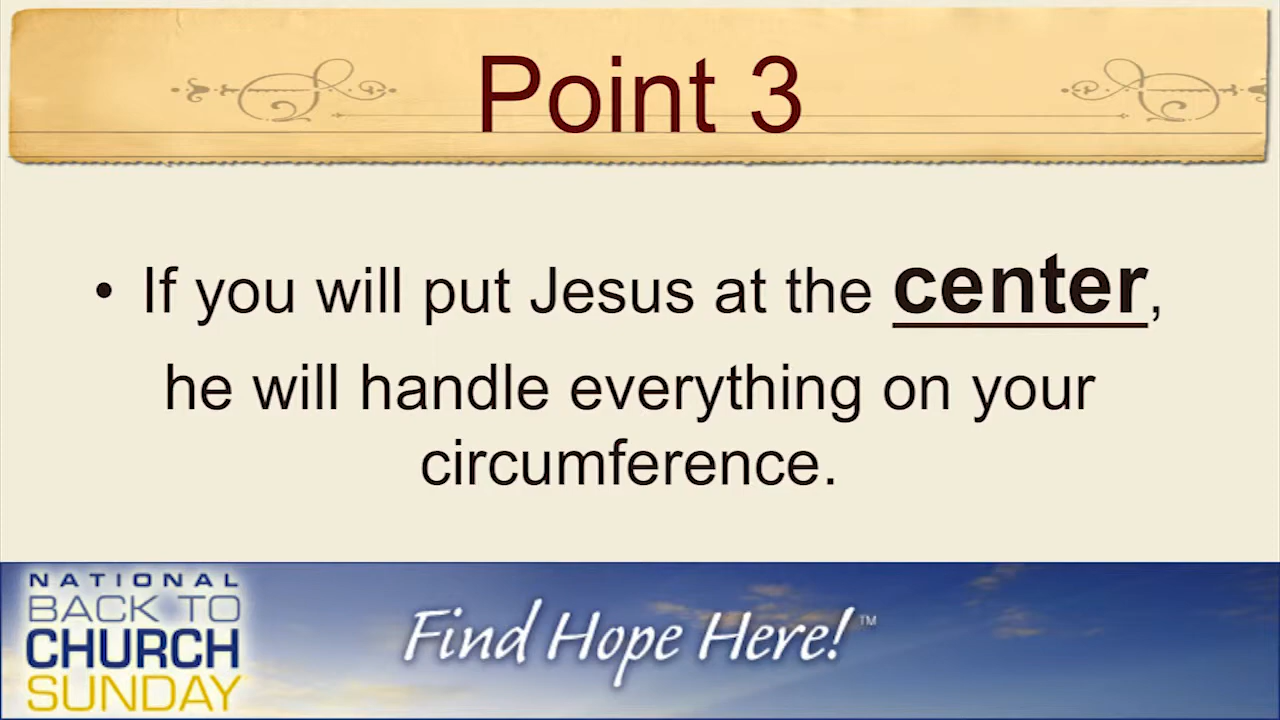 Point 3
• If you will put Jesus at the center,
he will handle everything on your
circumference.
NATIONAL
BACK TO
CHURCH
SUNDAY
Find Hope Here!™